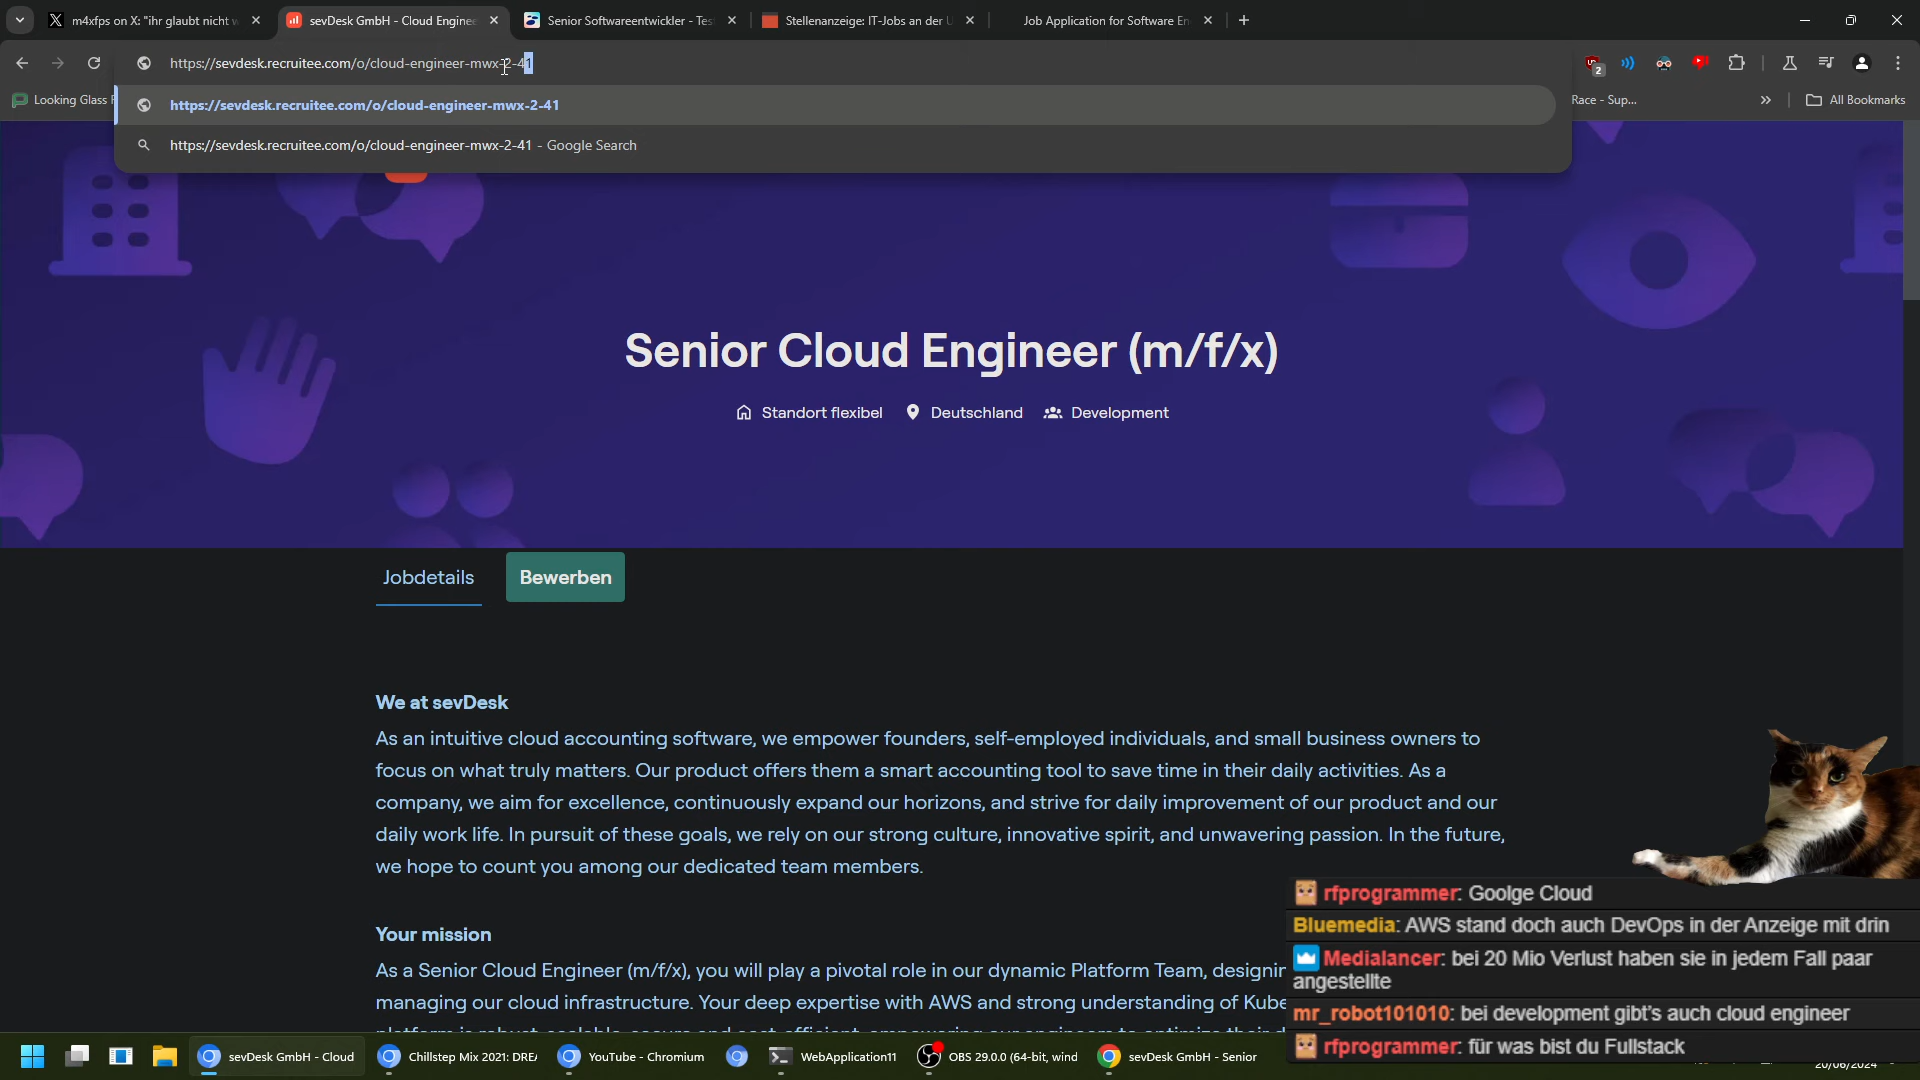 m4xfps on X: "ihr glaubt nicht w
sevDesk GmbH - Cloud Enginee
Senior Softwareentwickler - Tes
Stellenanzeige: IT-Jobs an der U
Job Application for Software En
https://sevdesk.recruitee.com/o/cloud-engineer-mwx-2-41
2
Looking Glass
https://sevdesk.recruitee.com/o/cloud-engineer-mwx-2-41
Race - Sup...
All Bookmarks
https://sevdesk.recruitee.com/o/cloud-engineer-mwx-2-41 - Google Search
Senior Cloud Engineer (m/f/x)
Standort flexibel
Deutschland
Development
Jobdetails
Bewerben
We at sevDesk
As an intuitive cloud accounting software, we empower founders, self-employed individuals, and small business owners to
focus on what truly matters. Our product offers them a smart accounting tool to save time in their daily activities. As a
company, we aim for excellence, continuously expand our horizons, and strive for daily improvement of our product and our
daily work life. In pursuit of these goals, we rely on our strong culture, innovative spirit, and unwavering passion. In the future,
we hope to count you among our dedicated team members.
Your mission
As a Senior Cloud Engineer (m/f/x), you will play a pivotal role in our dynamic Platform Team, designin
managing our cloud infrastructure. Your deep expertise with AWS and strong understanding of Kube
rfprogrammer: Goolge Cloud
Bluemedia: AWS stand doch auch DevOps in der Anzeige mit drin
Medialancer: bei 20 Mio Verlust haben sie in jedem Fall paar
angestellte
mr_robot101010: bei development gibt's auch cloud engineer
rfprogrammer: für was bist du Fullstack
sevDesk GmbH - Cloud
Chillstep Mix 2021: DREA
YouTube - Chromium
WebApplication11
OBS 29.0.0 (64-bit, wind
sevDesk GmbH - Senior
20/06/2024